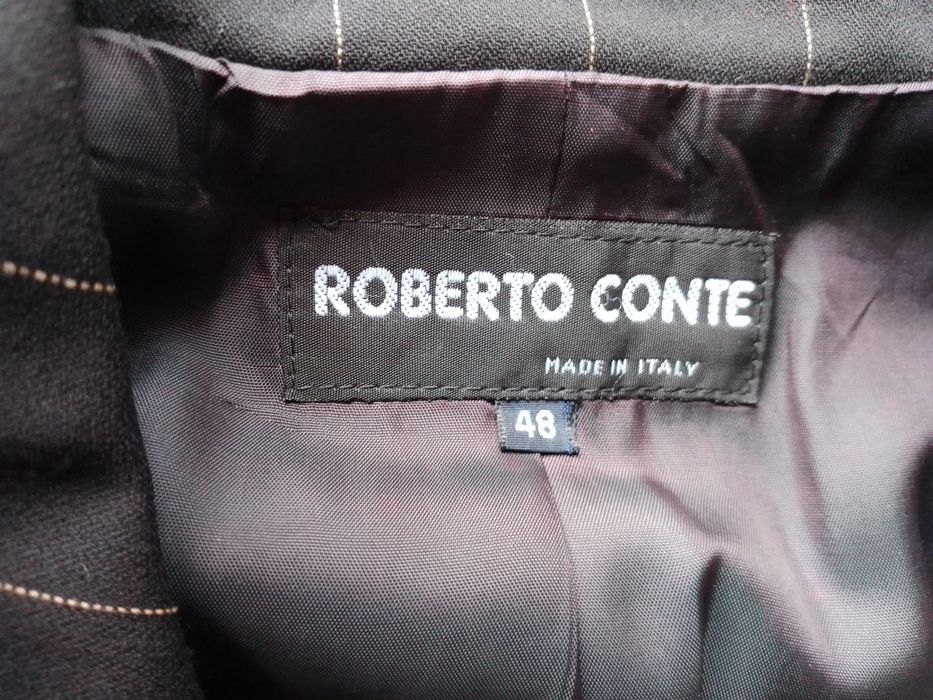 ROBERTO CONTE
MADE IN ITALY
48